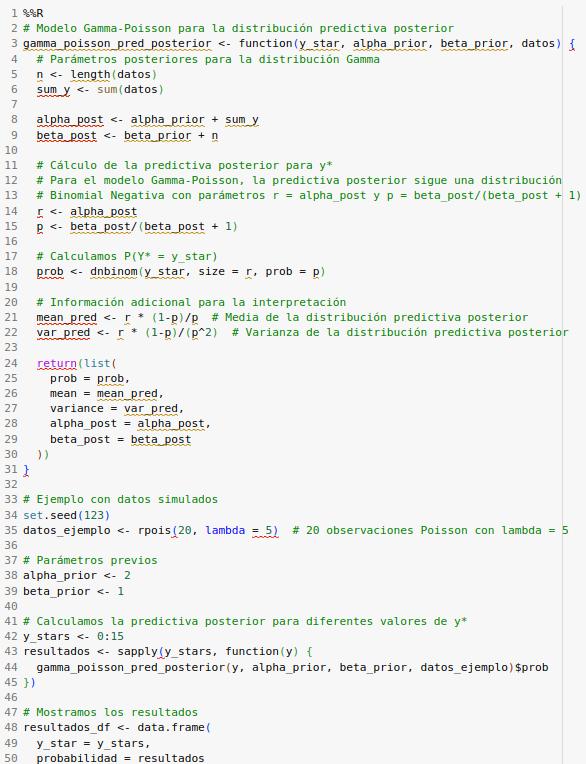 1 %%R
2 # Modelo Gamma-Poisson para la distribución predictiva posterior
3 gamma_poisson_pred_posterior <- function(y_star, alpha_prior, beta_prior, datos) {
4   # Parámetros posteriores para la distribución Gamma
5   n <- length(datos)
6   sum_y <- sum(datos)
7
8   alpha_post <- alpha_prior + sum_y
9   beta_post <- beta_prior + n
10
11   # Cálculo de la predictiva posterior para y*
12   # Para el modelo Gamma-Poisson, la predictiva posterior sigue una distribución
13   # Binomial Negativa con parámetros r = alpha_post y p = beta_post/(beta_post + 1)
14   r <- alpha_post
15   p <- beta_post/(beta_post + 1)
16
17   # Calculamos P(Y* = y_star)
18   prob <- dnbinom(y_star, size = r, prob = p)
19
20   # Información adicional para la interpretación
21   mean_pred <- r * (1-p)/p  # Media de la distribución predictiva posterior
22   var_pred <- r * (1-p)/(p^2)  # Varianza de la distribución predictiva posterior
23
24   return(list(
25     prob = prob,
26     mean = mean_pred,
27     variance = var_pred,
28     alpha_post = alpha_post,
29     beta_post = beta_post
30   ))
31 }
32
33 # Ejemplo con datos simulados
34 set.seed(123)
35 datos_ejemplo <- rpois(20, lambda = 5)  # 20 observaciones Poisson con lambda = 5
36
37 # Parámetros previos
38 alpha_prior <- 2
39 beta_prior <- 1
40
41 # Calculamos la predictiva posterior para diferentes valores de y*
42 y_stars <- 0:15
43 resultados <- sapply(y_stars, function(y) {
44   gamma_poisson_pred_posterior(y, alpha_prior, beta_prior, datos_ejemplo)$prob
45 })
46
47 # Mostramos los resultados
48 resultados_df <- data.frame(
49   y_star = y_stars,
50   probabilidad = resultados